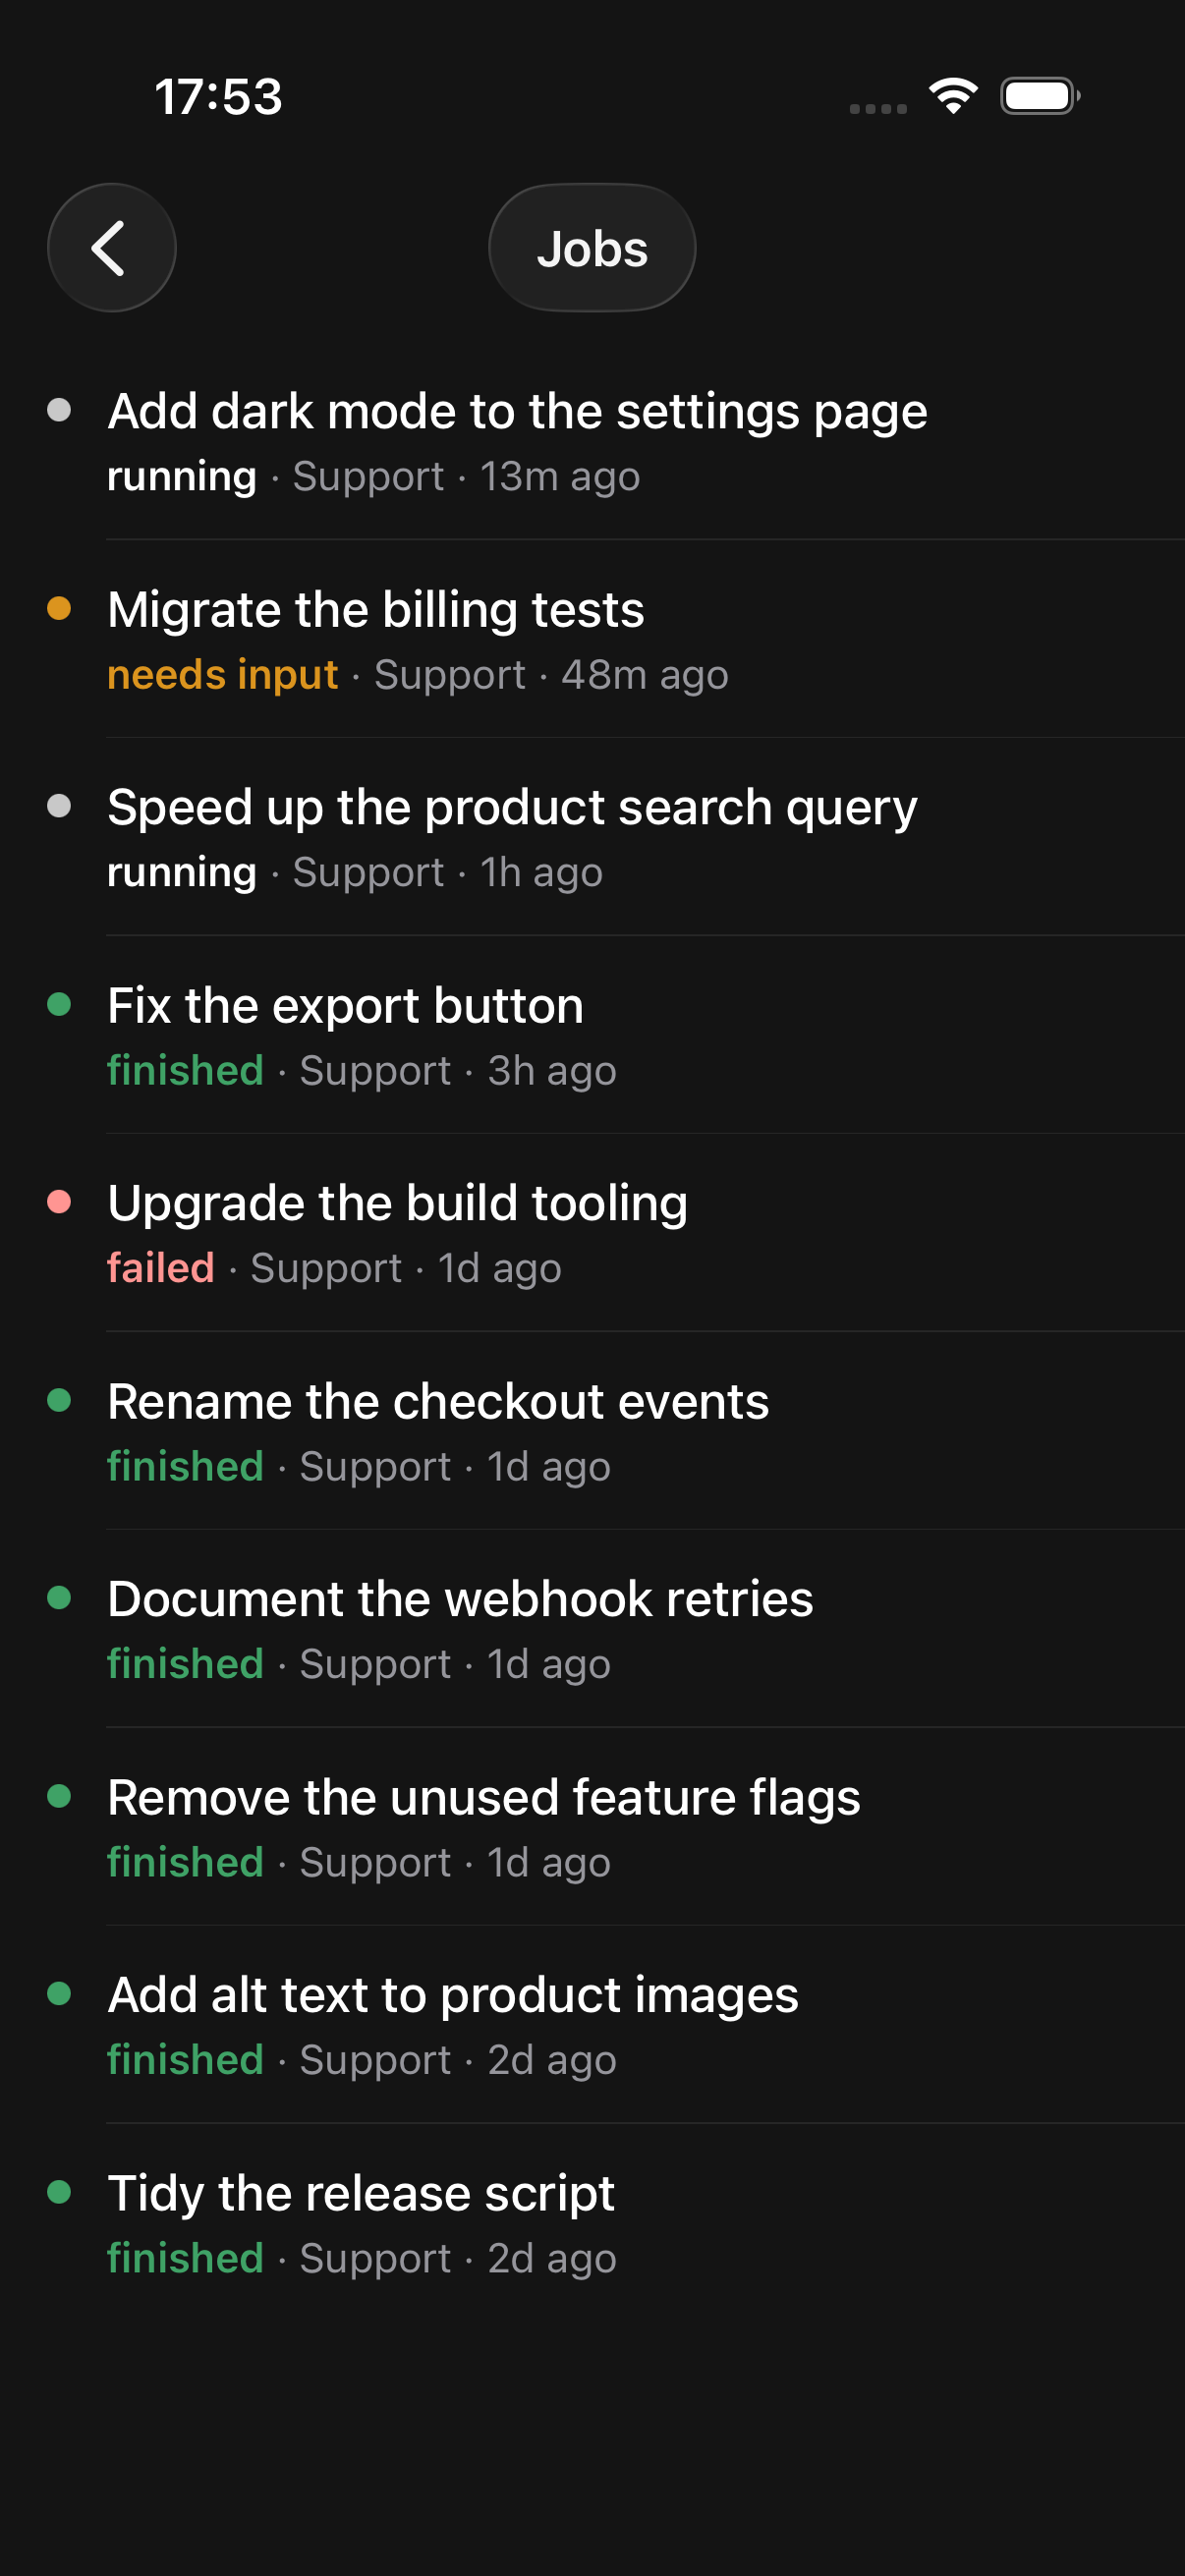 17:53
Jobs
Add dark mode to the settings page
running · Support · 13m ago
Migrate the billing tests
needs input · Support · 48m ago
Speed up the product search query
running · Support · 1h ago
Fix the export button
finished · Support · 3h ago
Upgrade the build tooling
failed · Support · 1d ago
Rename the checkout events
finished · Support · 1d ago
Document the webhook retries
finished · Support · 1d ago
Remove the unused feature flags
finished · Support · 1d ago
Add alt text to product images
finished · Support · 2d ago
Tidy the release script
finished · Support · 2d ago